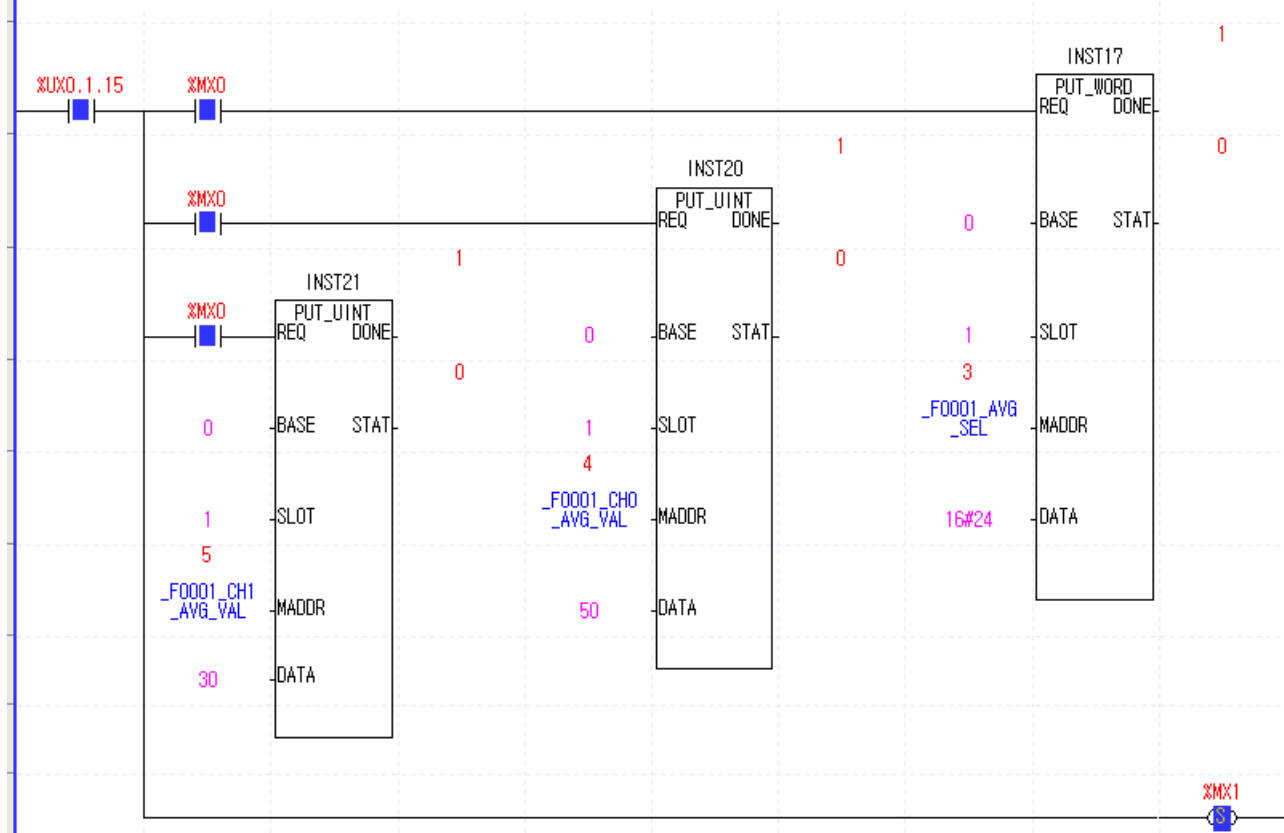 1
INST17
%UX0.1.15
%MX0
PUT_WORD
REQ
DONE
1
0
INST20
%MX0
PUT_UINT
REQ
DONE
0
BASE
STAT
1
0
INST21
%MX0
PUT_UINT
REQ
DONE
0
BASE
STAT
1
SLOT
0
3
_F0001_AVG
_SEL
MADDR
0
BASE
STAT
1
SLOT
4
_F0001_CH0
_AVG_VAL
MADDR
16#24
DATA
1
SLOT
5
_F0001_CH1
_AVG_VAL
MADDR
50
DATA
30
DATA
%MX1
S